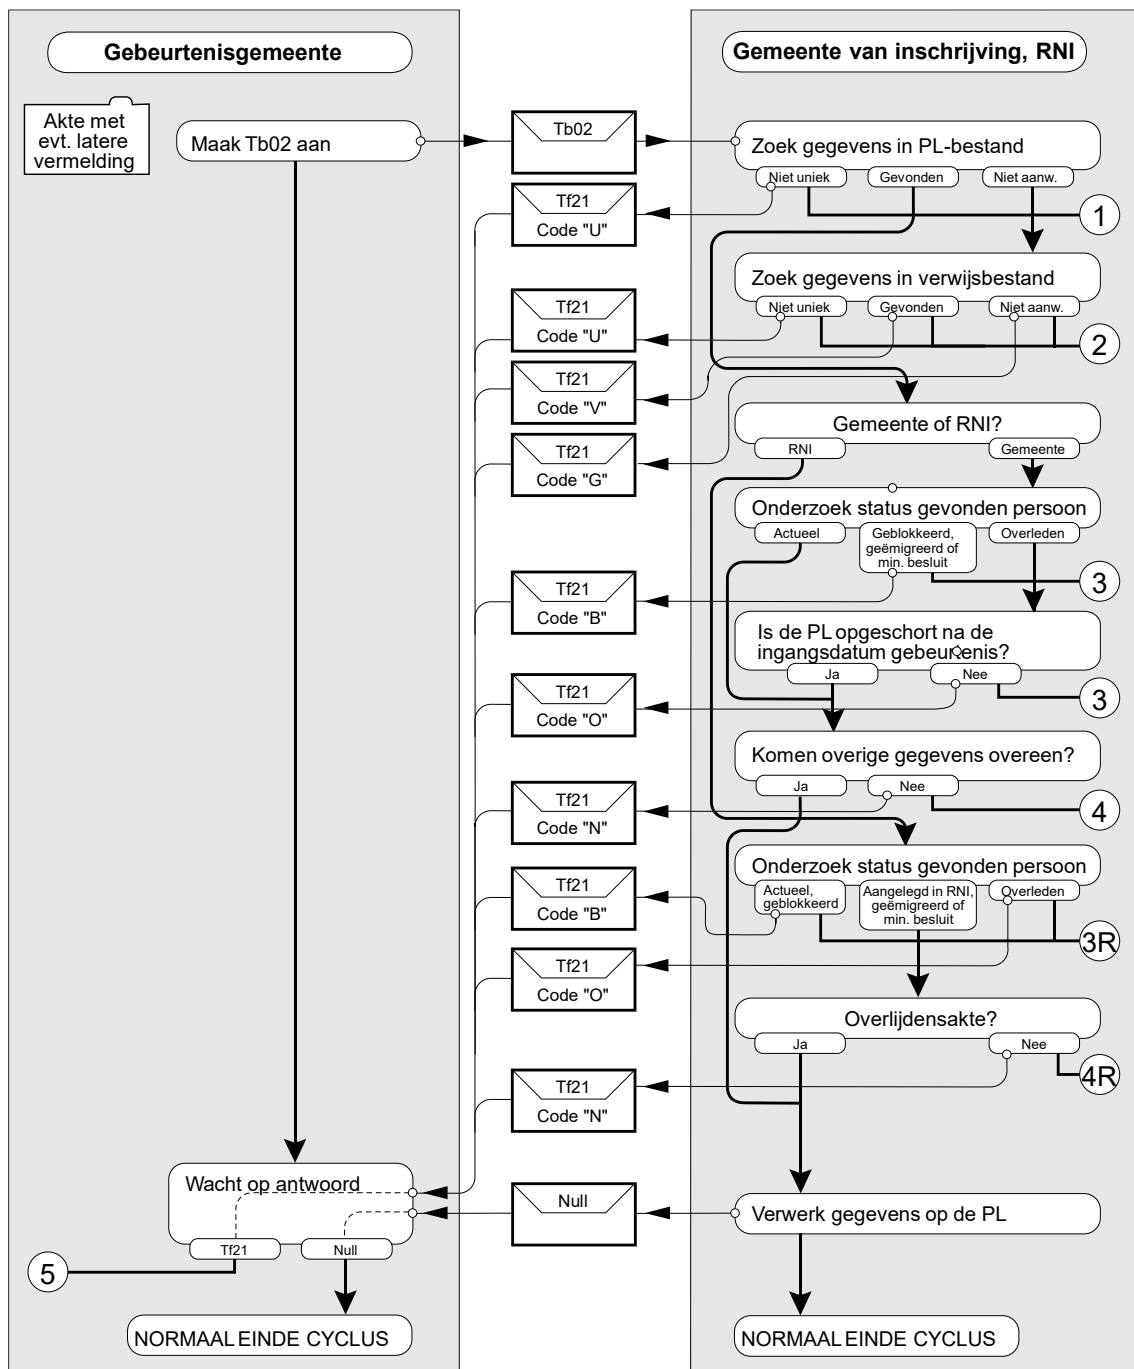 Gebeurtenisgemeente
Gemeente van inschrijving, RNI
Akte met
evt. latere
vermelding
Maak Tb02 aan
Tb02
Zoek gegevens in PL-bestand
Niet uniek
Gevonden
Niet aanw.
Tf21
Code "U"
1
Zoek gegevens in verwijsbestand
Niet uniek
Gevonden
Niet aanw.
Tf21
Code "U"
2
Tf21
Code "V"
Gemeente of RNI?
RNI
Gemeente
Tf21
Code "G"
Onderzoek status gevonden persoon
Actueel
Geblokkeerd,
geëmigreerd of
min. besluit
Overleden
Tf21
Code "B"
3
Is de PL opgeschort na de
ingangsdatum gebeurtenis?
Ja
Nee
Tf21
Code "O"
3
Komen overige gegevens overeen?
Ja
Nee
Tf21
Code "N"
4
Onderzoek status gevonden persoon
Actueel,
geblokkeerd
Aangelegd in RNI,
geëmigreerd of
min. besluit
Overleden
Tf21
Code "B"
3R
Tf21
Code "O"
Overlijdensakte?
Ja
Nee
Tf21
Code "N"
4R
Wacht op antwoord
Tf21
Null
Null
Verwerk gegevens op de PL
5
NORMAAL EINDE CYCLUS
NORMAAL EINDE CYCLUS